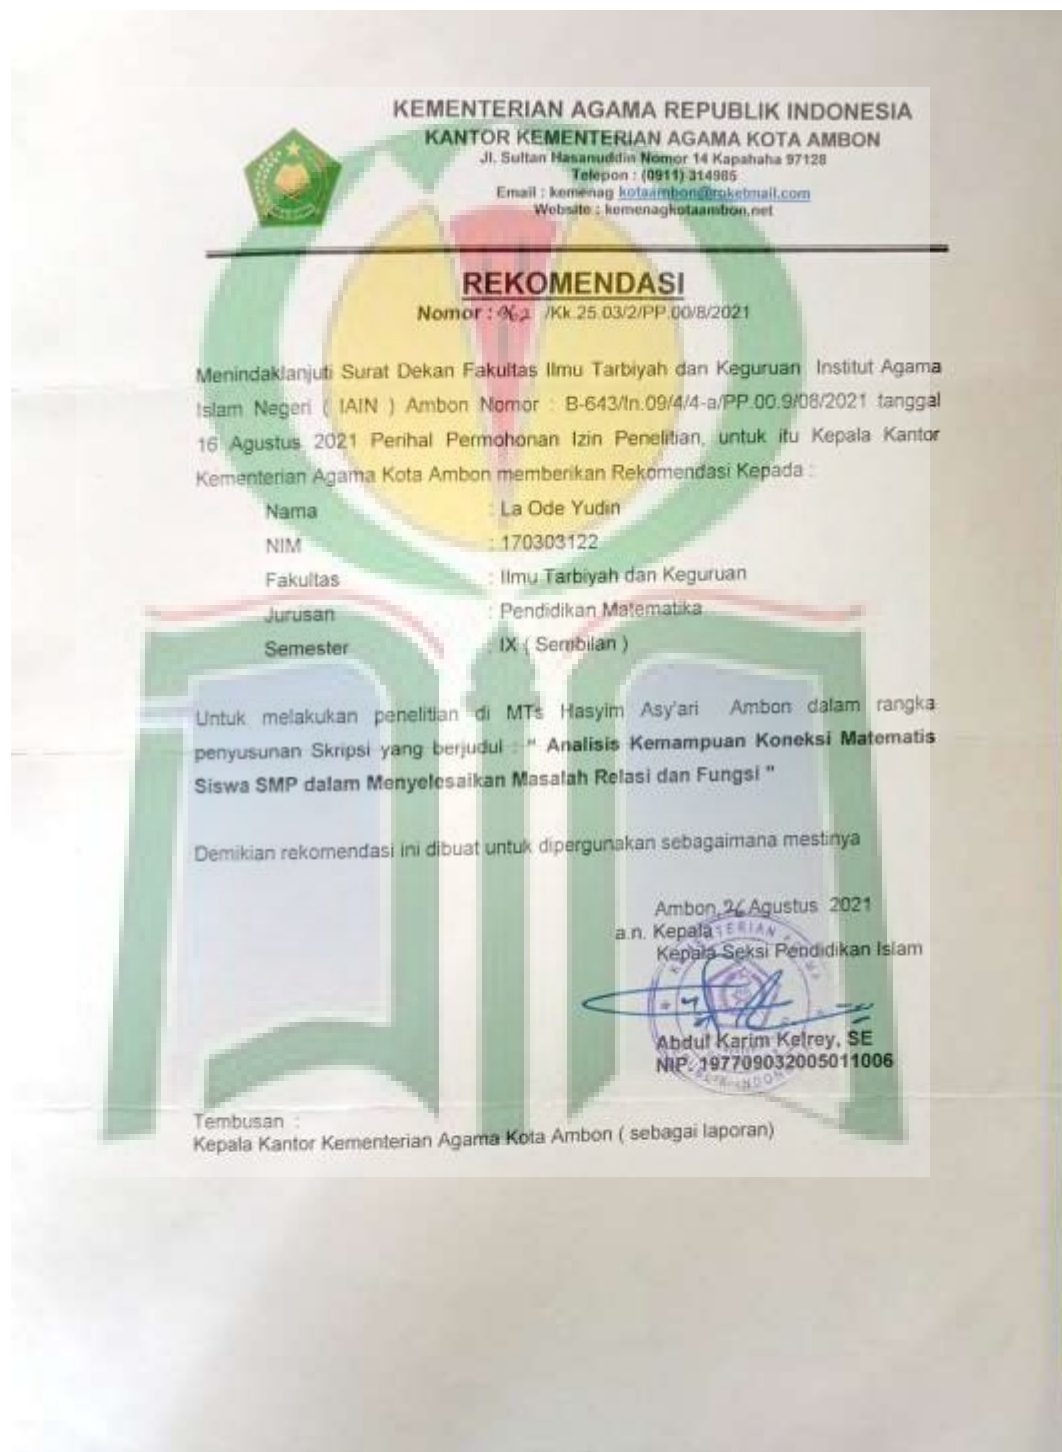 KEMENTERIAN AGAMA REPUBLIK INDONESIA
KANTOR KEMENTERIAN AGAMA KOTA AMBON
Jl. Sultan Hasanuddin Nomor 14 Kapahaha 97128
Telepon : (0911) 314985
Email : kemenag kotaambon@roketmail.com
Website : kemenagkotaambon.net
REKOMENDASI
Nomor : 962 /Kk.25.03/2/PP.00/8/2021
Menindaklanjuti Surat Dekan Fakultas Ilmu Tarbiyah dan Keguruan Institut Agama
Islam Negeri ( IAIN ) Ambon Nomor : B-643/In.09/4/4-a/PP.00.9/08/2021 tanggal
16 Agustus 2021 Perihal Permohonan Izin Penelitian, untuk itu Kepala Kantor
Kementerian Agama Kota Ambon memberikan Rekomendasi Kepada :
Nama : La Ode Yudin
NIM : 170303122
Fakultas : Ilmu Tarbiyah dan Keguruan
Jurusan : Pendidikan Matematika
Semester : IX ( Sembilan )
Untuk melakukan penelitian di MTs Hasyim Asy'ari Ambon dalam rangka
penyusunan Skripsi yang berjudul : " Analisis Kemampuan Koneksi Matematis
Siswa SMP dalam Menyelesaikan Masalah Relasi dan Fungsi "
Demikian rekomendasi ini dibuat untuk dipergunakan sebagaimana mestinya
Ambon, 26 Agustus 2021
a.n. Kepala
Kepala Seksi Pendidikan Islam
Abdul Karim Kelrey, SE
NIP. 197709032005011006
Tembusan :
Kepala Kantor Kementerian Agama Kota Ambon ( sebagai laporan)